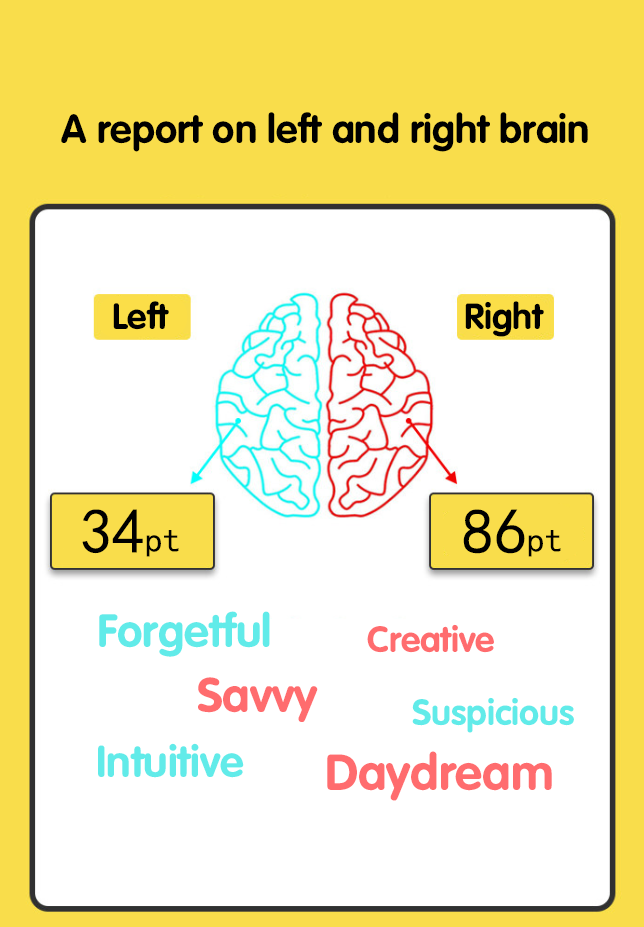 A report on left and right brain
Left
Right
34pt
86pt
Forgetful
Creative
Savvy
Suspicious
Intuitive
Daydream